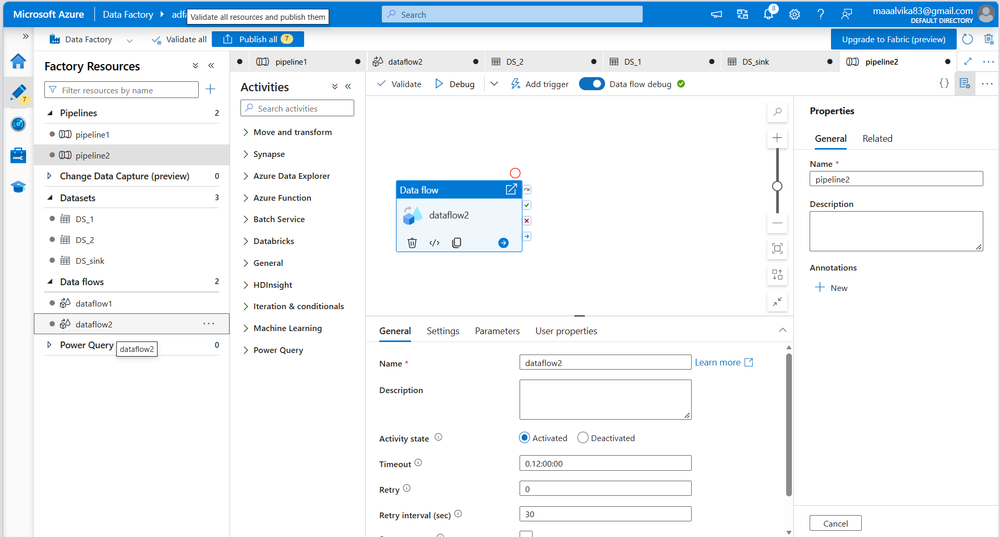 Microsoft Azure
Data Factory
adfa
Validate all resources and publish them
Search
8
maaalvika83@gmail.com
DEFAULT DIRECTORY
Data Factory
Validate all
Publish all 7
Upgrade to Fabric (preview)
7
Factory Resources
Filter resources by name
Pipelines 2
pipeline1
pipeline2
Change Data Capture (preview) 0
Datasets 3
DS_1
DS_2
DS_sink
Data flows 2
dataflow1
dataflow2
Power Query 0
dataflow2
pipeline1
dataflow2
DS_2
DS_1
DS_sink
pipeline2
Activities
Search activities
Move and transform
Synapse
Azure Data Explorer
Azure Function
Batch Service
Databricks
General
HDInsight
Iteration & conditionals
Machine Learning
Power Query
Validate
Debug
Add trigger
Data flow debug
Data flow
dataflow2
General
Settings
Parameters
User properties
Name *
dataflow2
Learn more
Description
Activity state
Activated
Deactivated
Timeout
0.12:00:00
Retry
0
Retry interval (sec)
30
Properties
General
Related
Name *
pipeline2
Description
Annotations
New
Cancel